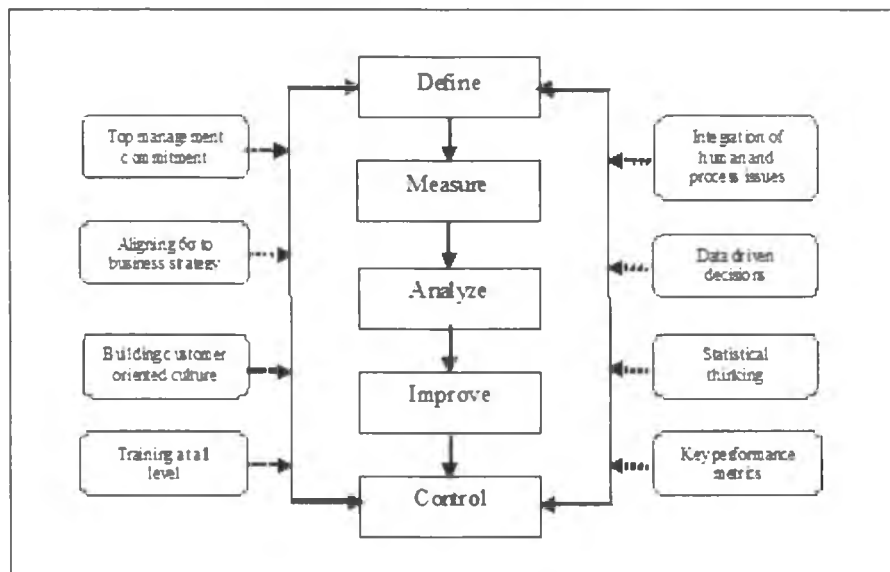 Define
Top management
commitment
Integration of
human and
process issues
Measure
Aligning 6σ to
business strategy
Data driven
decisions
Analyze
Building customer
oriented culture
Statistical
thinking
Improve
Training at all
level
Key performance
metrics
Control